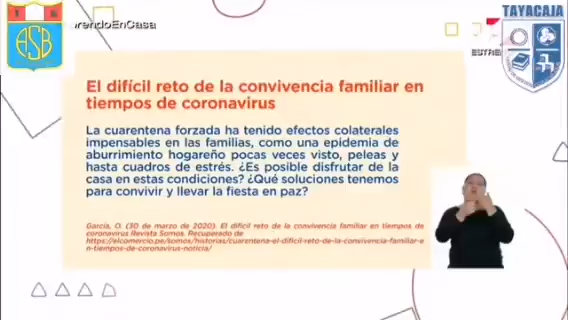 TAYACAJA
ASB
rendoEnCasa
ESTRE
El difícil reto de la convivencia familiar en
tiempos de coronavirus
La cuarentena forzada ha tenido efectos colaterales
impensables en las familias, como una epidemia de
aburrimiento hogareño pocas veces visto, peleas y
hasta cuadros de estrés. ¿Es posible disfrutar de la
casa en estas condiciones? ¿Qué soluciones tenemos
para convivir y llevar la fiesta en paz?
García, O. (30 de marzo de 2020). El difícil reto de la convivencia familiar en tiempos de
coronavirus Revista Somos. Recuperado de
https://elcomercio.pe/somos/historias/cuarentena-el-dificil-reto-de-la-convivencia-familiar-e
n-tiempos-de-coronavirus-noticia/